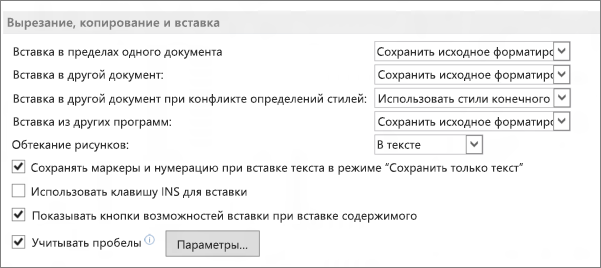 Вырезание, копирование и вставка
Вставка в пределах одного документа Сохранить исходное форматирс
Вставка в другой документ: Сохранить исходное форматирс
Вставка в другой документ при конфликте определений стилей: Использовать стили конечного
Вставка из других программ: Сохранить исходное форматирс
Обтекание рисунков: В тексте
Сохранять маркеры и нумерацию при вставке текста в режиме “Сохранить только текст”
Использовать клавишу INS для вставки
Показывать кнопки возможностей вставки при вставке содержимого
Учитывать пробелы Параметры...